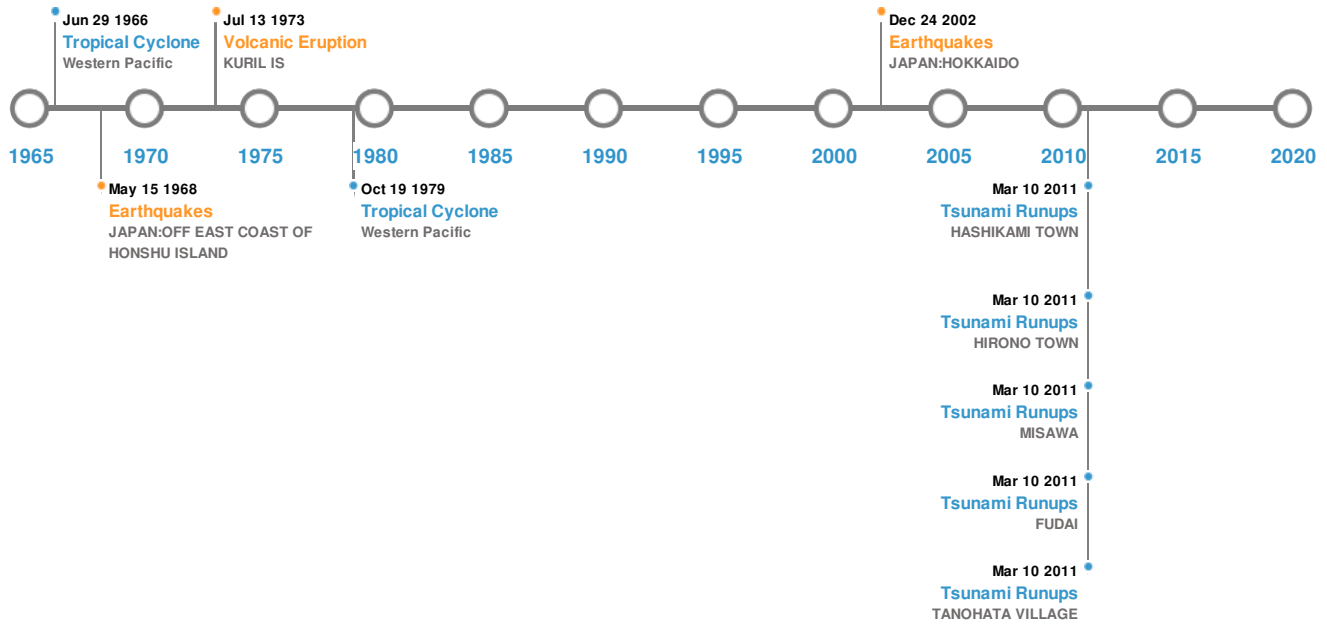 Jun 29 1966
Tropical Cyclone
Western Pacific
Jul 13 1973
Volcanic Eruption
KURIL IS
Dec 24 2002
Earthquakes
JAPAN:HOKKAIDO
1965
1970
1975
1980
1985
1990
1995
2000
2005
2010
2015
2020
May 15 1968
Earthquakes
JAPAN:OFF EAST COAST OF
HONSHU ISLAND
Oct 19 1979
Tropical Cyclone
Western Pacific
Mar 10 2011
Tsunami Runups
HASHIKAMI TOWN
Mar 10 2011
Tsunami Runups
HIRONO TOWN
Mar 10 2011
Tsunami Runups
MISAWA
Mar 10 2011
Tsunami Runups
FUDAI
Mar 10 2011
Tsunami Runups
TANOHATA VILLAGE